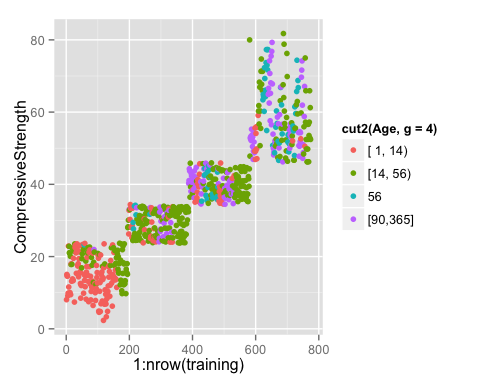 80
60
40
20
0
CompressiveStrength
0 200 400 600 800
1:nrow(training)
cut2(Age, g = 4)
[ 1, 14)
[14, 56)
56
[90,365]